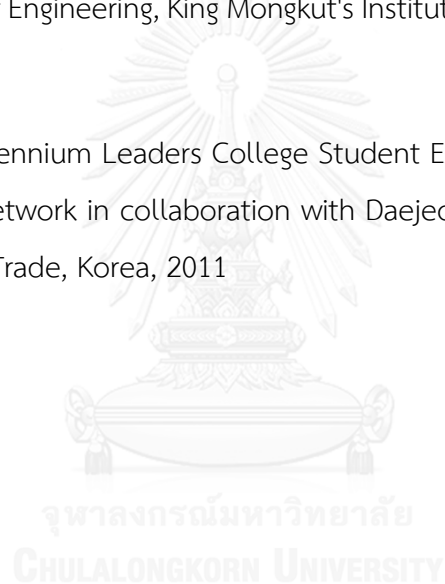 Engineering, King Mongkut's Institut
ennium Leaders College Student E
etwork in collaboration with Daejeo
Trade, Korea, 2011
จุฬาลงกรณ์มหาวิทยาลัย
CHULALONGKORN UNIVERSITY